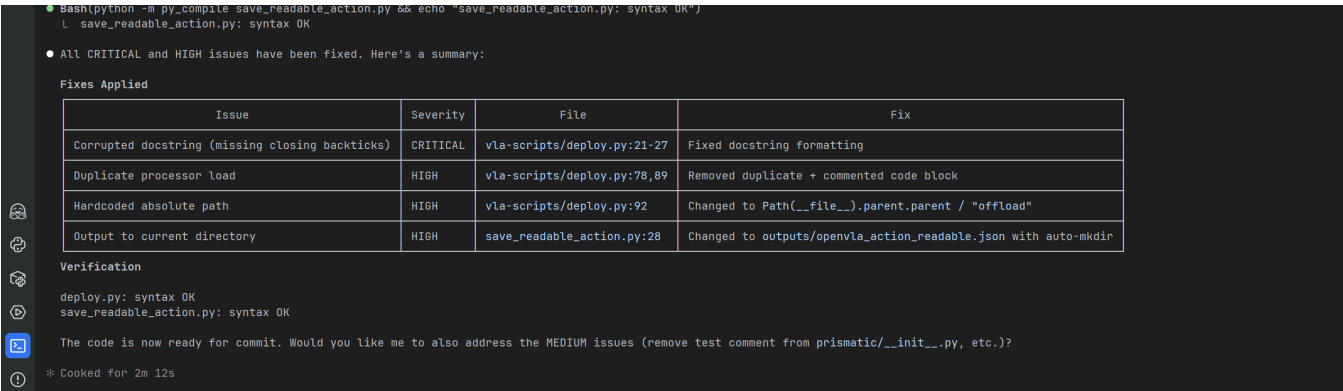 ● Bash(python -m py_compile save_readable_action.py && echo "save_readable_action.py: syntax OK")
└ save_readable_action.py: syntax OK
● All CRITICAL and HIGH issues have been fixed. Here's a summary:
Fixes Applied
Issue Severity File Fix
Corrupted docstring (missing closing backticks) CRITICAL vla-scripts/deploy.py:21-27 Fixed docstring formatting
Duplicate processor load HIGH vla-scripts/deploy.py:78,89 Removed duplicate + commented code block
Hardcoded absolute path HIGH vla-scripts/deploy.py:92 Changed to Path(__file__).parent.parent / "offload"
Output to current directory HIGH save_readable_action.py:28 Changed to outputs/openvla_action_readable.json with auto-mkdir
Verification
deploy.py: syntax OK
save_readable_action.py: syntax OK
The code is now ready for commit. Would you like me to also address the MEDIUM issues (remove test comment from prismatic/__init__.py, etc.)?
✻ Cooked for 2m 12s